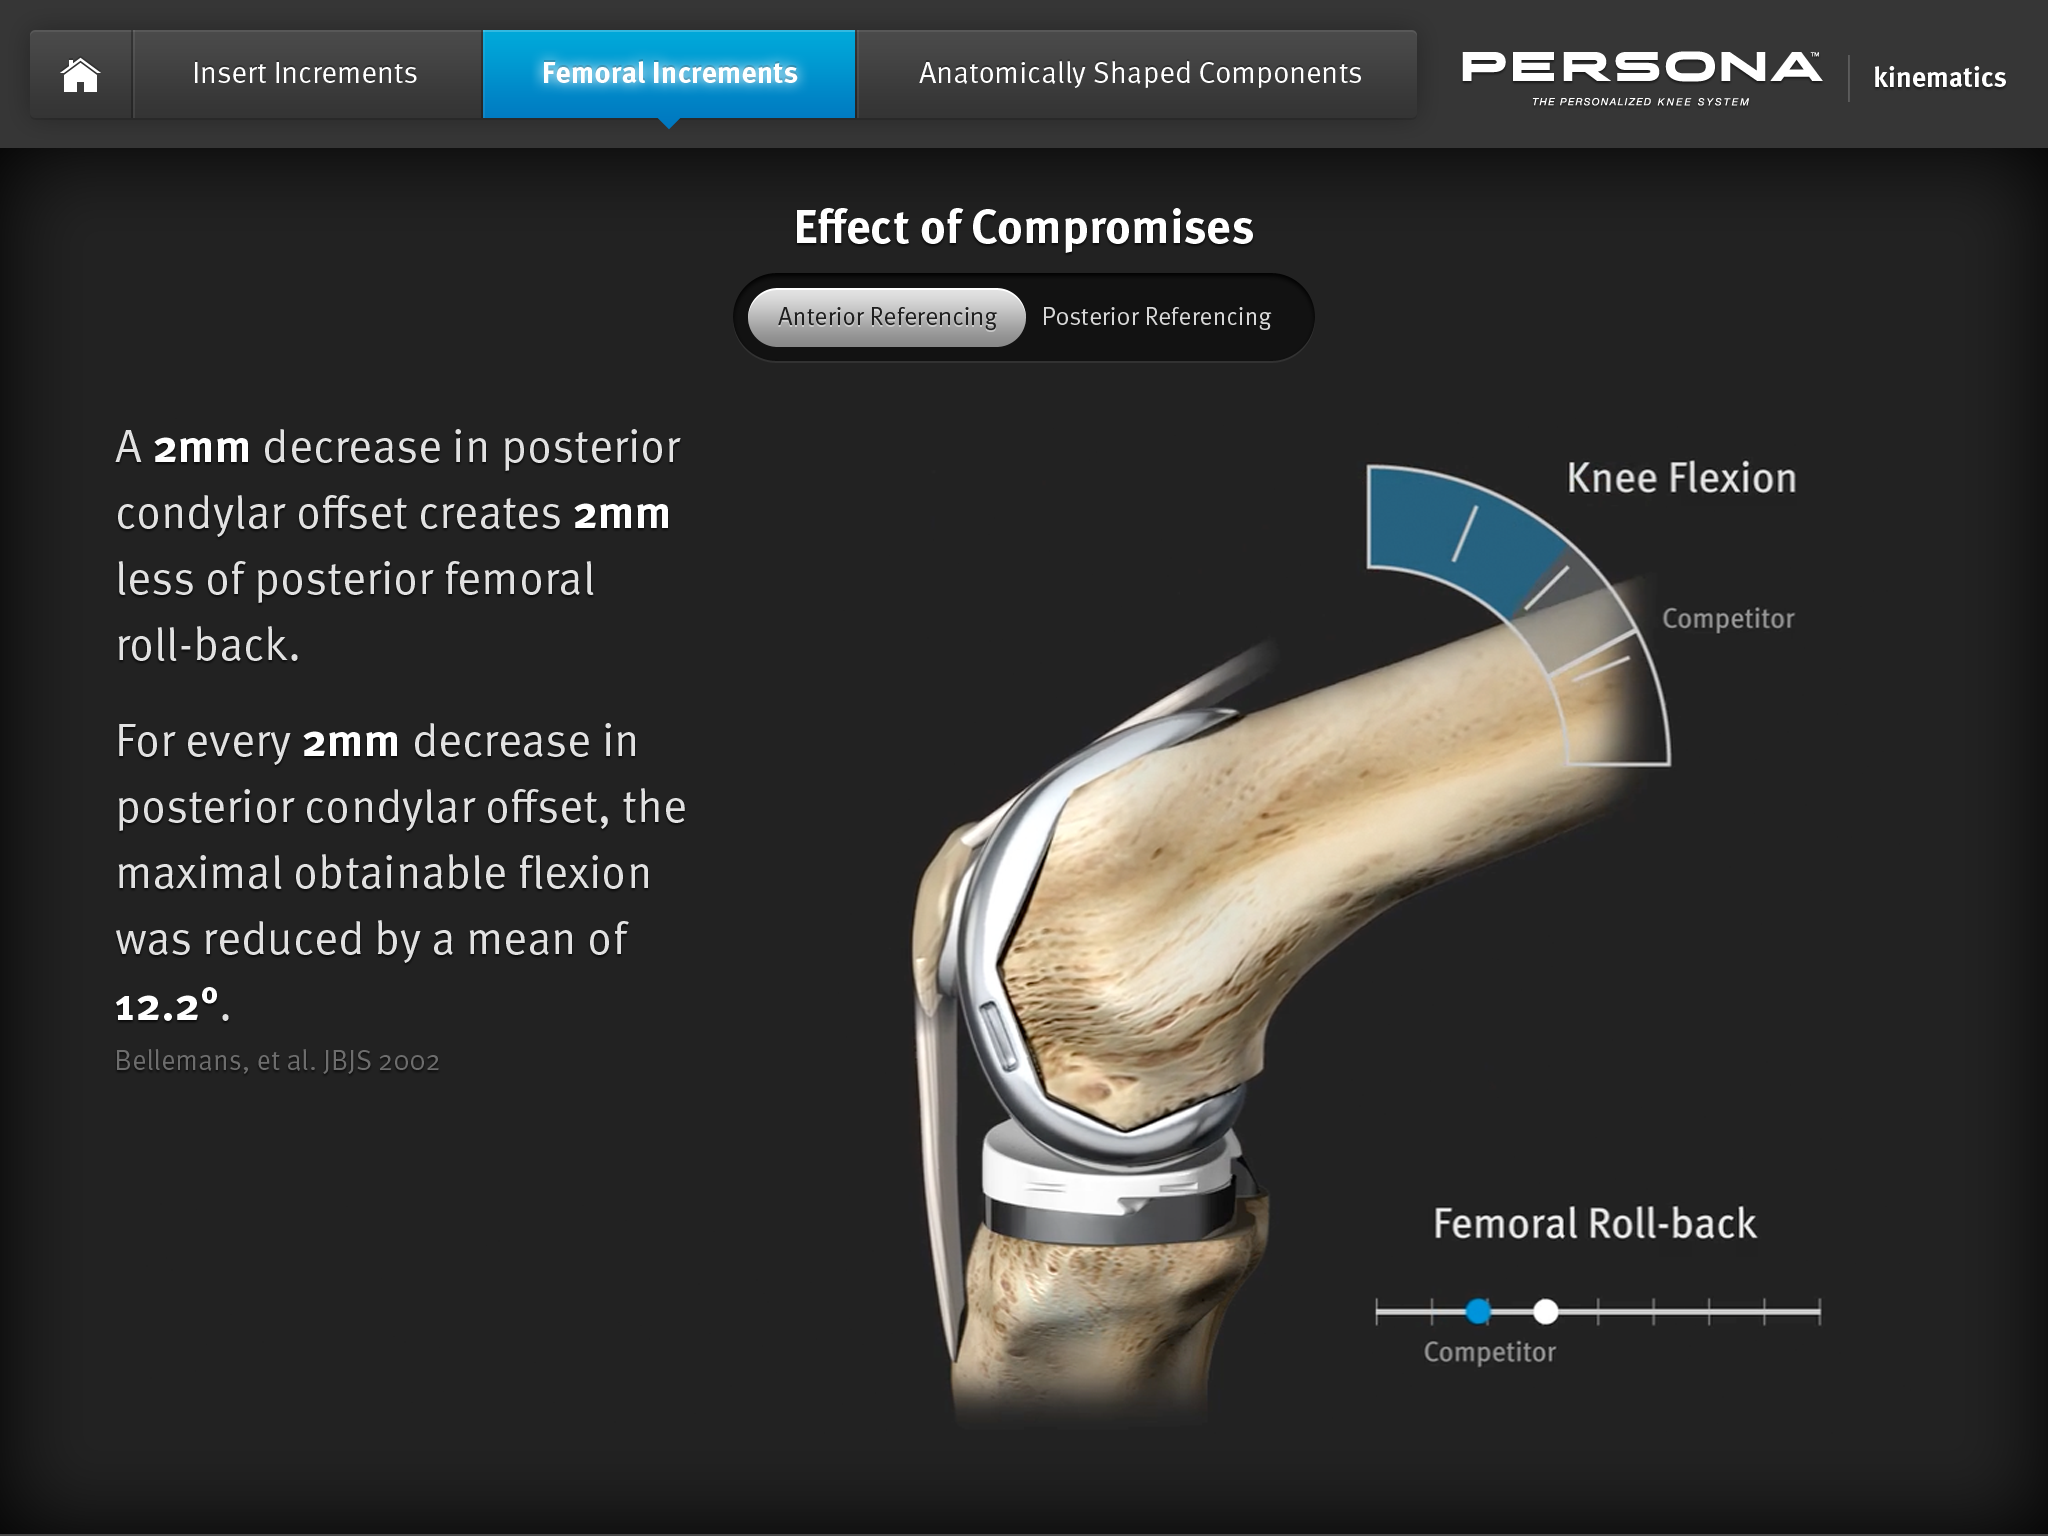 Insert Increments
Femoral Increments
Anatomically Shaped Components
PERSONA™
THE PERSONALIZED KNEE SYSTEM
kinematics
Effect of Compromises
Anterior Referencing
Posterior Referencing
A 2mm decrease in posterior
condylar offset creates 2mm
less of posterior femoral
roll-back.
For every 2mm decrease in
posterior condylar offset, the
maximal obtainable flexion
was reduced by a mean of
12.2º.
Bellemans, et al. JBJS 2002
Knee Flexion
Competitor
Femoral Roll-back
Competitor